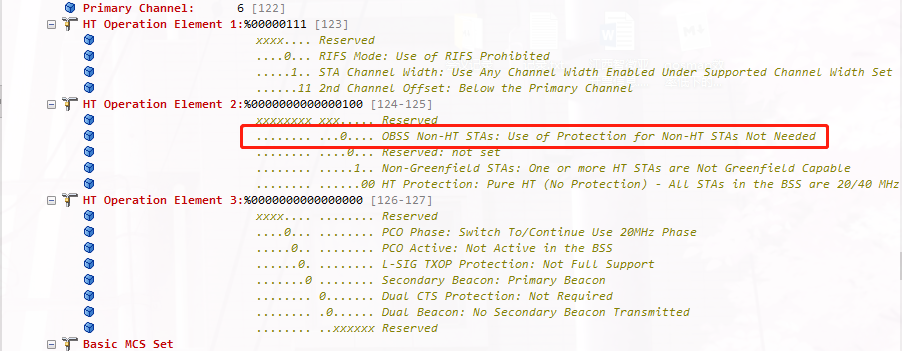 Primary Channel: 6 [122]
HT Operation Element 1:%00000111 [123]
xxxx.... Reserved
....0... RIFS Mode: Use of RIFS Prohibited
.....1.. STA Channel Width: Use Any Channel Width Enabled Under Supported Channel Width Set
......11 2nd Channel Offset: Below the Primary Channel
HT Operation Element 2:%0000000000000100 [124-125]
xxxxxxxx xxx..... Reserved
........ ...0.... OBSS Non-HT STAs: Use of Protection for Non-HT STAs Not Needed
........ ....0... Reserved: not set
........ .....1.. Non-Greenfield STAs: One or more HT STAs are Not Greenfield Capable
........ ......00 HT Protection: Pure HT (No Protection) - All STAs in the BSS are 20/40 MHz
HT Operation Element 3:%0000000000000000 [126-127]
xxxx.... ........ Reserved
....0... ........ PCO Phase: Switch To/Continue Use 20MHz Phase
.....0.. ........ PCO Active: Not Active in the BSS
......0. ........ L-SIG TXOP Protection: Not Full Support
.......0 ........ Secondary Beacon: Primary Beacon
........ 0....... Dual CTS Protection: Not Required
........ .0...... Dual Beacon: No Secondary Beacon Transmitted
........ ..xxxxxx Reserved
Basic MCS Set